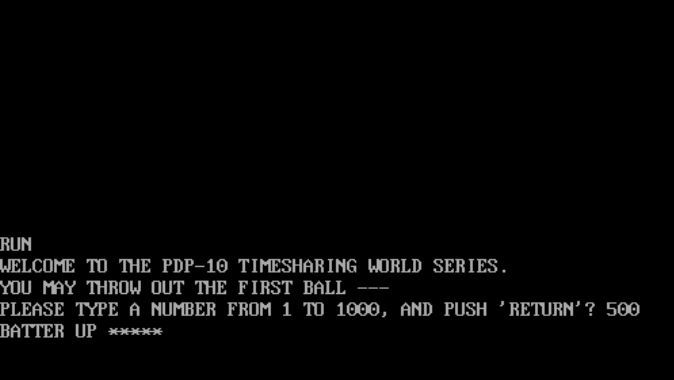 RUN
WELCOME TO THE PDP-10 TIMESHARING WORLD SERIES.
YOU MAY THROW OUT THE FIRST BALL ---
PLEASE TYPE A NUMBER FROM 1 TO 1000, AND PUSH 'RETURN'? 500
BATTER UP *****